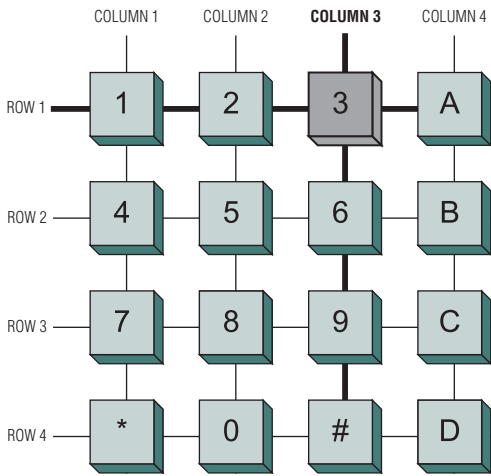 COLUMN 1 COLUMN 2 COLUMN 3 COLUMN 4
ROW 1 1 2 3 A
ROW 2 4 5 6 B
ROW 3 7 8 9 C
ROW 4 * 0 # D